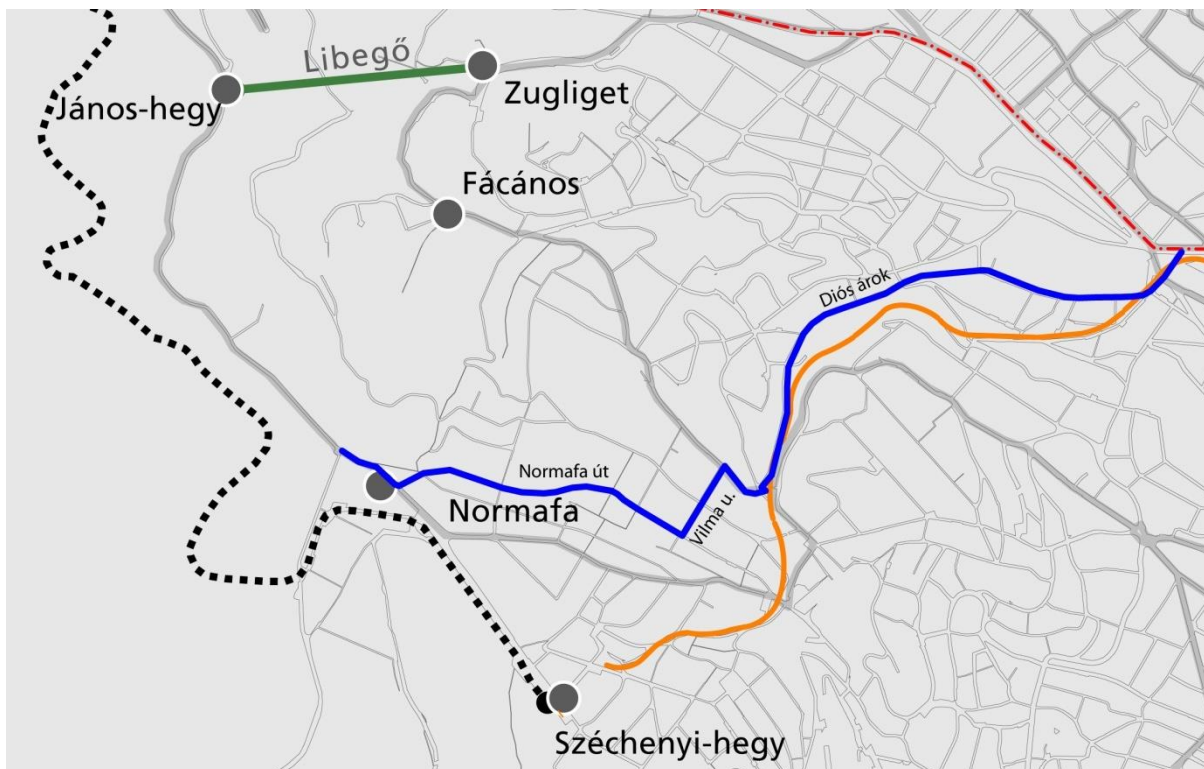 Libegő
János-hegy
Zugliget
Fácános
Diós árok
Normafa út
Vilma u.
Normafa
Széchenyi-hegy